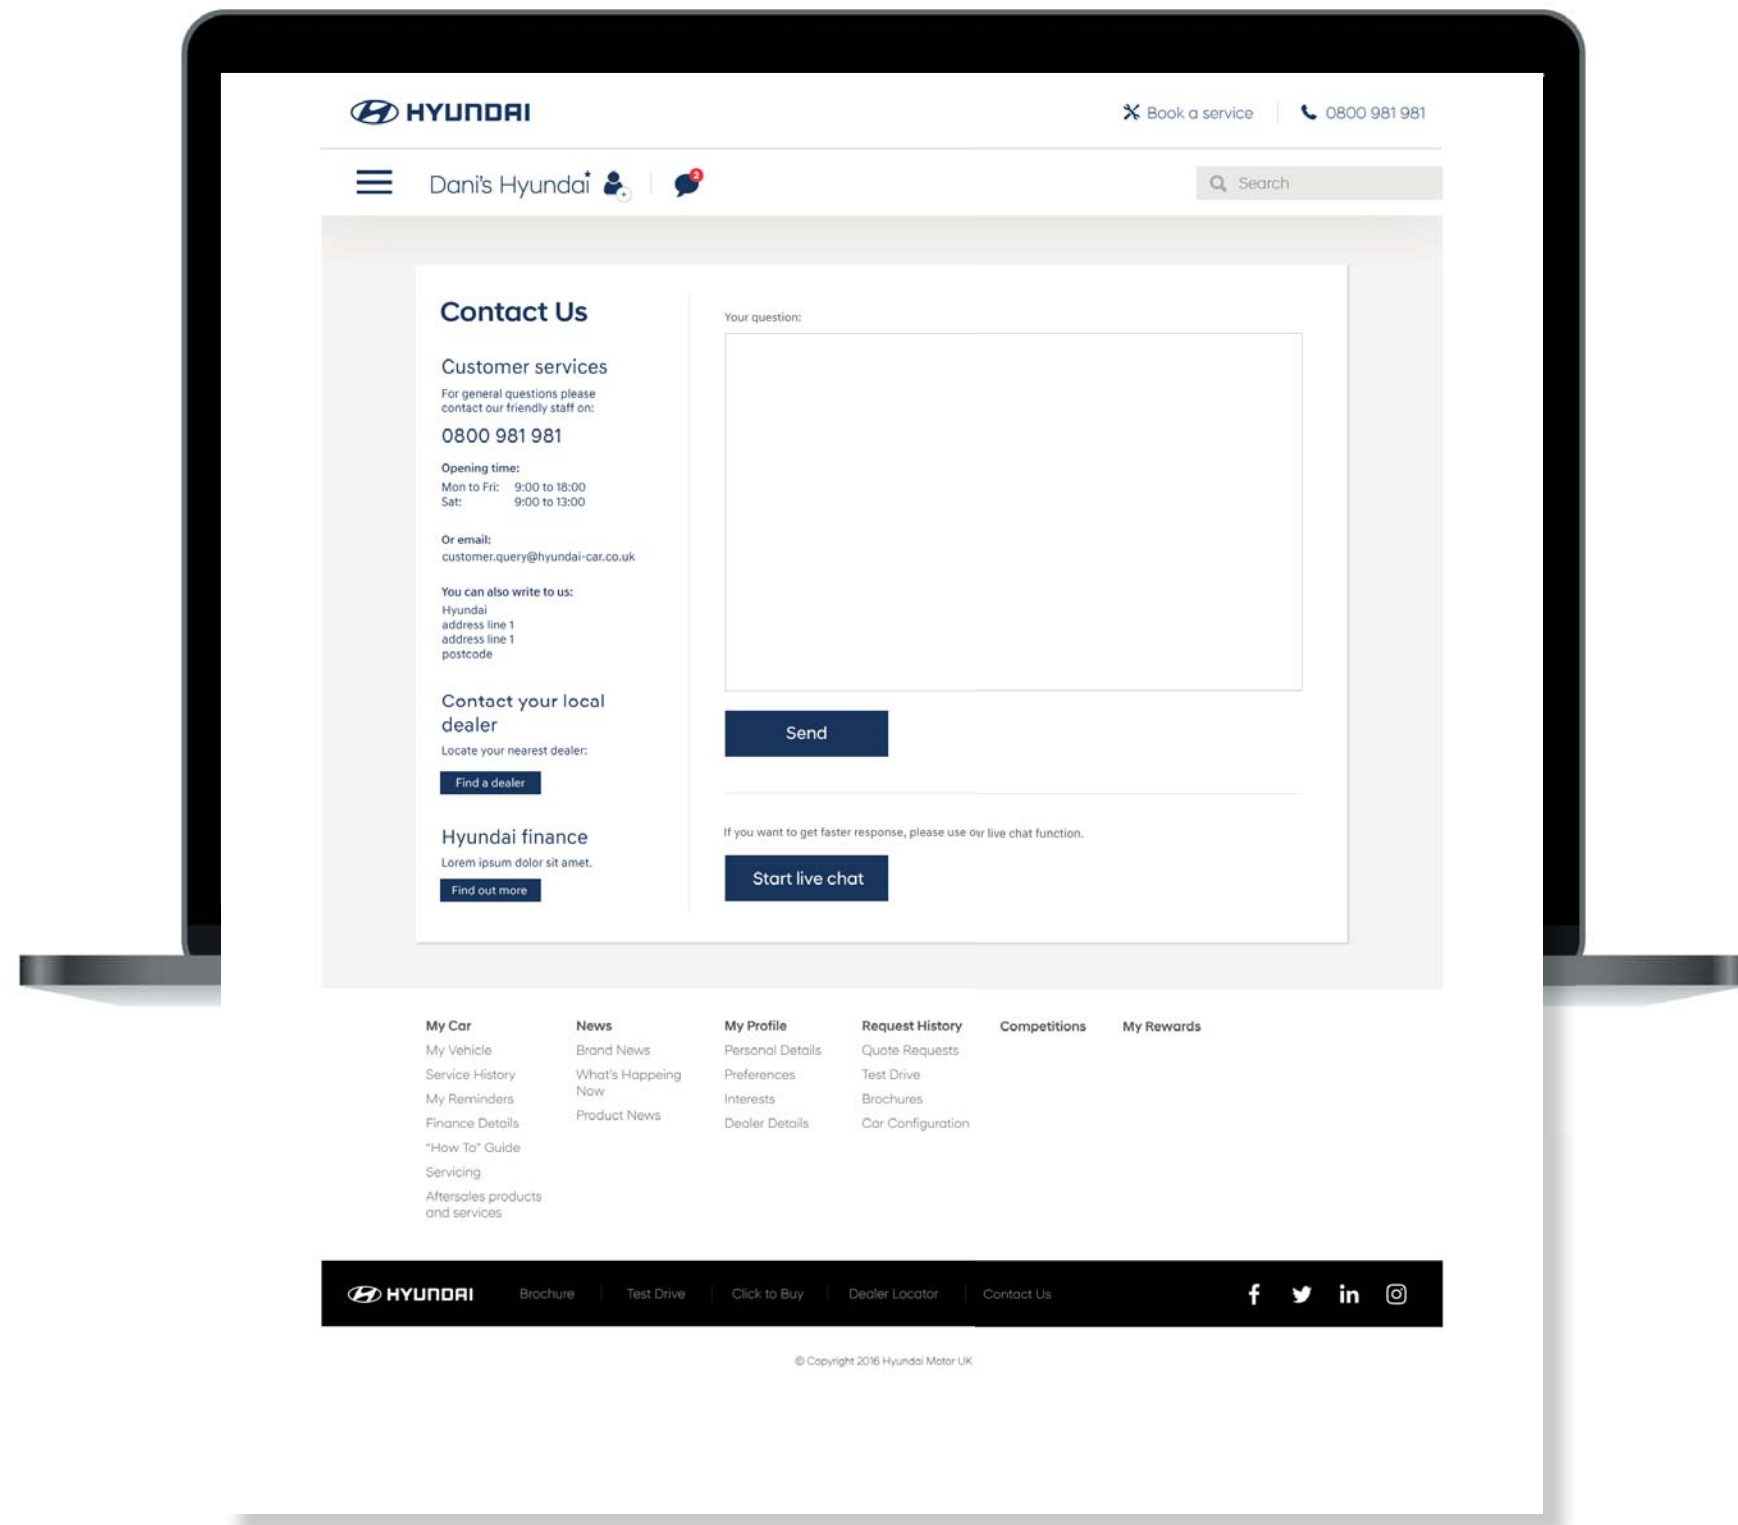 HYUNDAI
Book a service
0800 981 981
Dani's Hyundai
2
Search
Contact Us
Customer services
For general questions please
contact our friendly staff on:
0800 981 981
Opening time:
Mon to Fri: 9:00 to 18:00
Sat: 9:00 to 13:00
Or email:
customer.query@hyundai-car.co.uk
You can also write to us:
Hyundai
address line 1
address line 1
postcode
Contact your local
dealer
Locate your nearest dealer:
Find a dealer
Hyundai finance
Lorem ipsum dolor sit amet.
Find out more
Your question:
Send
If you want to get faster response, please use our live chat function.
Start live chat
My Car
My Vehicle
Service History
My Reminders
Finance Details
"How To" Guide
Servicing
Aftersales products
and services
News
Brand News
What's Happeing
Now
Product News
My Profile
Personal Details
Preferences
Interests
Dealer Details
Request History
Quote Requests
Test Drive
Brochures
Car Configuration
Competitions
My Rewards
HYUNDAI
Brochure
Test Drive
Click to Buy
Dealer Locator
Contact Us
© Copyright 2016 Hyundai Motor UK